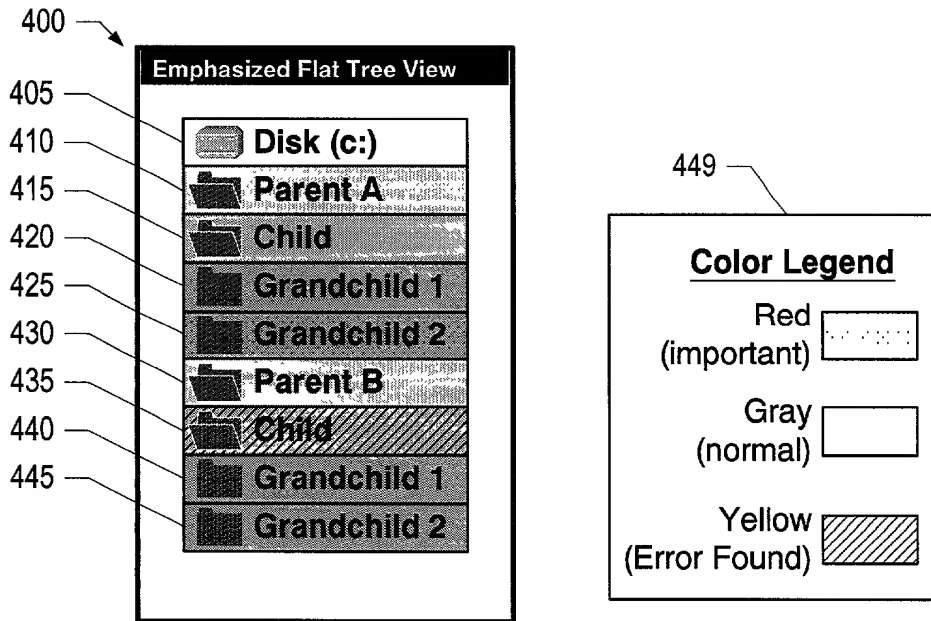 400
Emphasized Flat Tree View
405
Disk (c:)
410
Parent A
415
Child
420
Grandchild 1
425
Grandchild 2
430
Parent B
435
Child
440
Grandchild 1
445
Grandchild 2
449
Color Legend
Red
(important)
Gray
(normal)
Yellow
(Error Found)